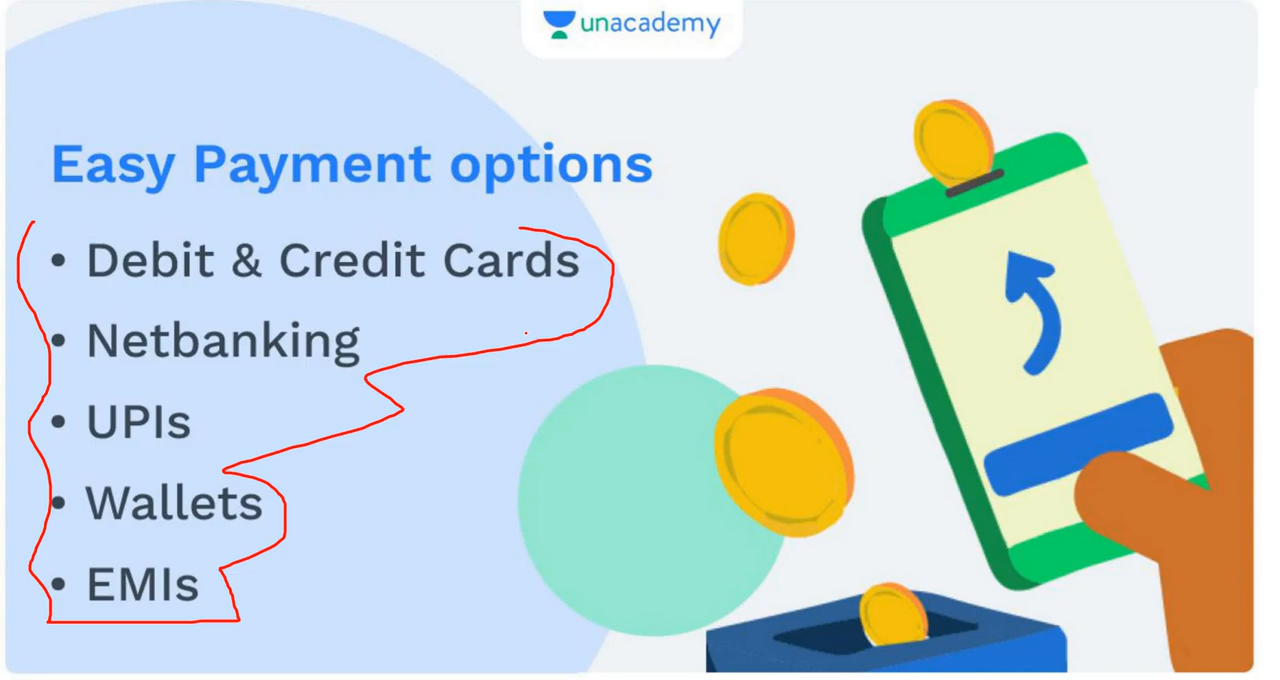 unacademy
Easy Payment options
• Debit & Credit Cards
• Netbanking
• UPIs
• Wallets
• EMIs